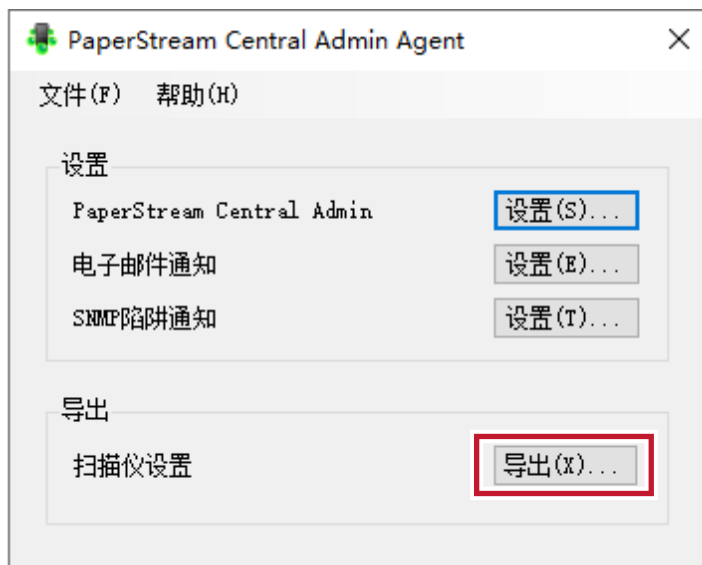 PaperStream Central Admin Agent
文件(F) 帮助(H)
设置
PaperStream Central Admin 设置(S)...
电子邮件通知 设置(E)...
SNMP陷阱通知 设置(T)...
导出
扫描仪设置 导出(X)...